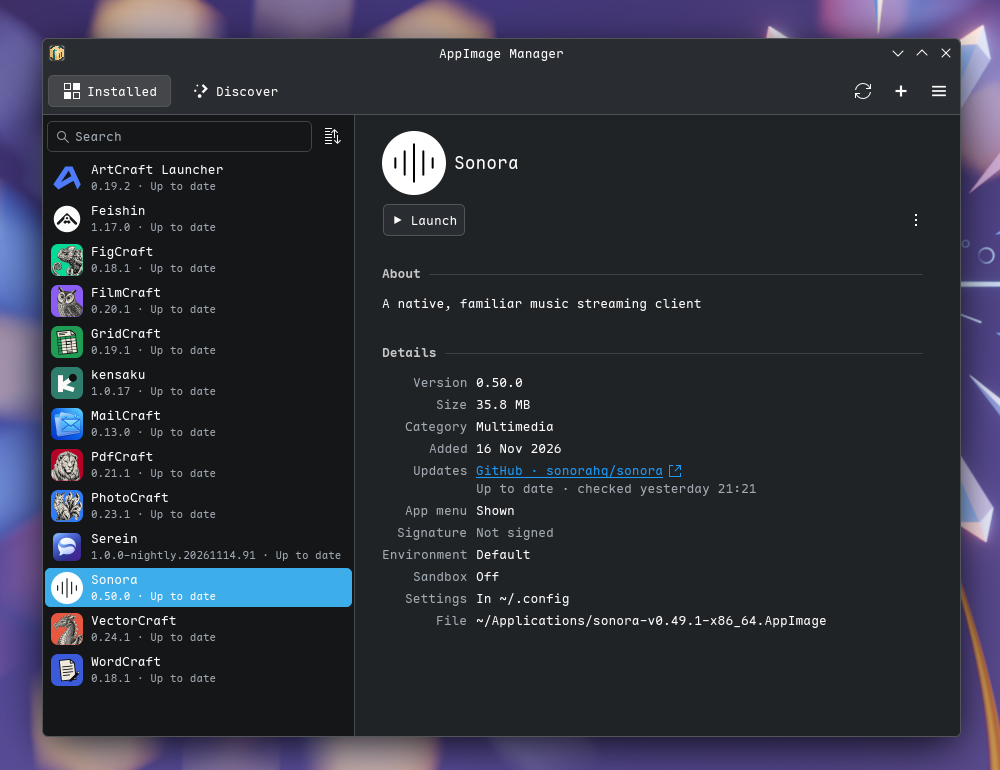 AppImage Manager
Installed
Discover
Search
ArtCraft Launcher
0.19.2 · Up to date
Feishin
1.17.0 · Up to date
FigCraft
0.18.1 · Up to date
FilmCraft
0.20.1 · Up to date
GridCraft
0.19.1 · Up to date
kensaku
1.0.17 · Up to date
MailCraft
0.13.0 · Up to date
PdfCraft
0.21.1 · Up to date
PhotoCraft
0.23.1 · Up to date
Serein
1.0.0-nightly.20261114.91 · Up to date
Sonora
0.50.0 · Up to date
VectorCraft
0.24.1 · Up to date
WordCraft
0.18.1 · Up to date
Sonora
Launch
About
A native, familiar music streaming client
Details
Version 0.50.0
Size 35.8 MB
Category Multimedia
Added 16 Nov 2026
Updates GitHub · sonorahq/sonora
Up to date · checked yesterday 21:21
App menu Shown
Signature Not signed
Environment Default
Sandbox Off
Settings In ~/.config
File ~/Applications/sonora-v0.49.1-x86_64.AppImage